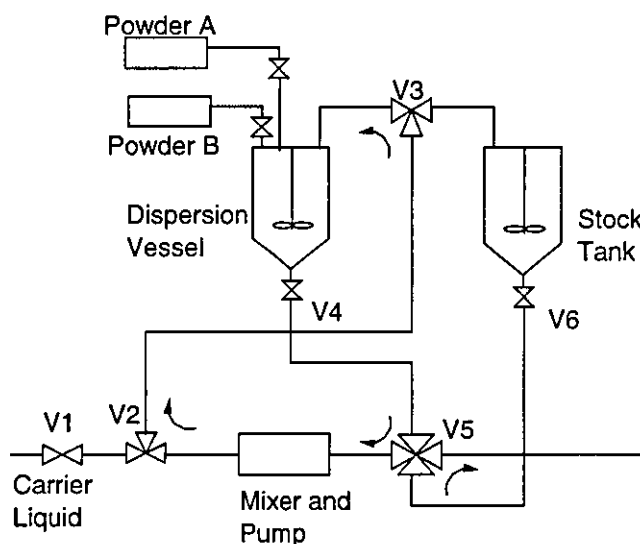 Powder A
V3
Powder B
Dispersion
Vessel
Stock
Tank
V4
V6
V1
V2
V5
Carrier
Liquid
Mixer and
Pump